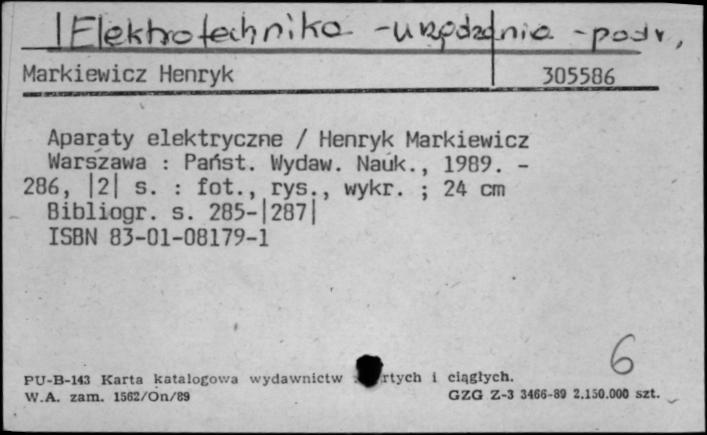 Elektrotechnika - urządzenia - podr,
Markiewicz Henryk 305586
Aparaty elektryczne / Henryk Markiewicz
Warszawa : Państ. Wydaw. Nauk., 1989. -
286, |2| s. : fot., rys., wykr. ; 24 cm
Bibliogr. s. 285-|287|
ISBN 83-01-08179-1
6
PU-B-143 Karta katalogowa wydawnictw rtych i ciągłych.
W.A. zam. 1562/On/89 GZG Z-3 3466-89 2.150.000 szt.